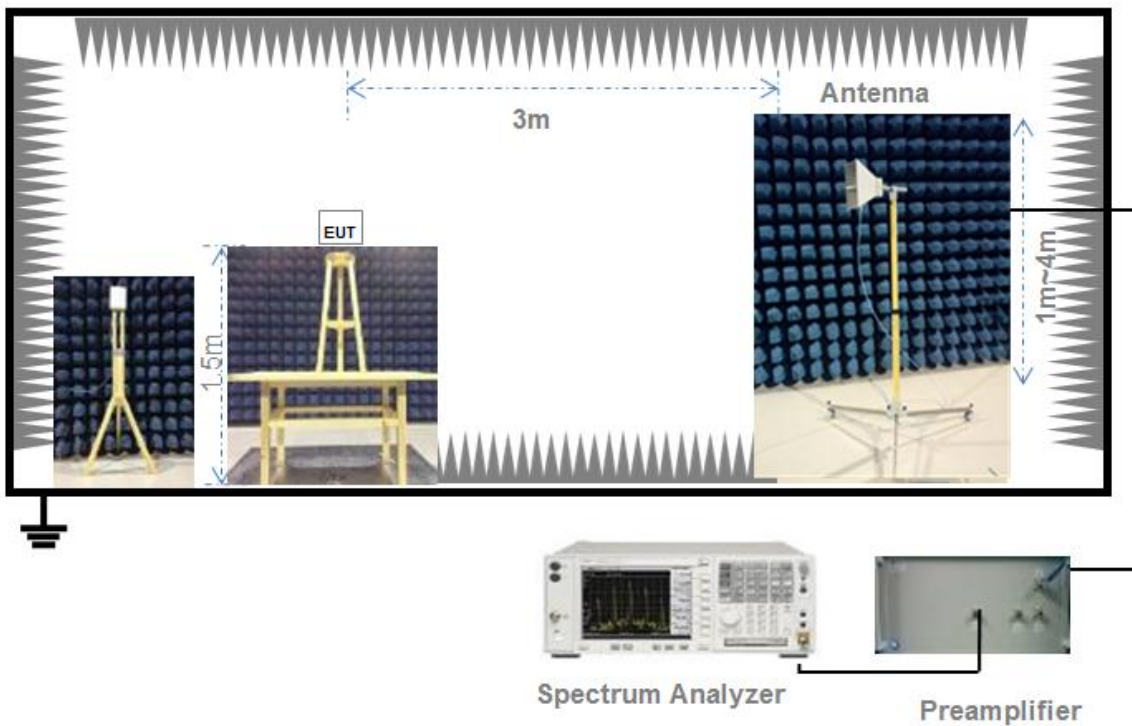 Antenna
3m
EUT
1.5m
1m~4m
Spectrum Analyzer
Preamplifier